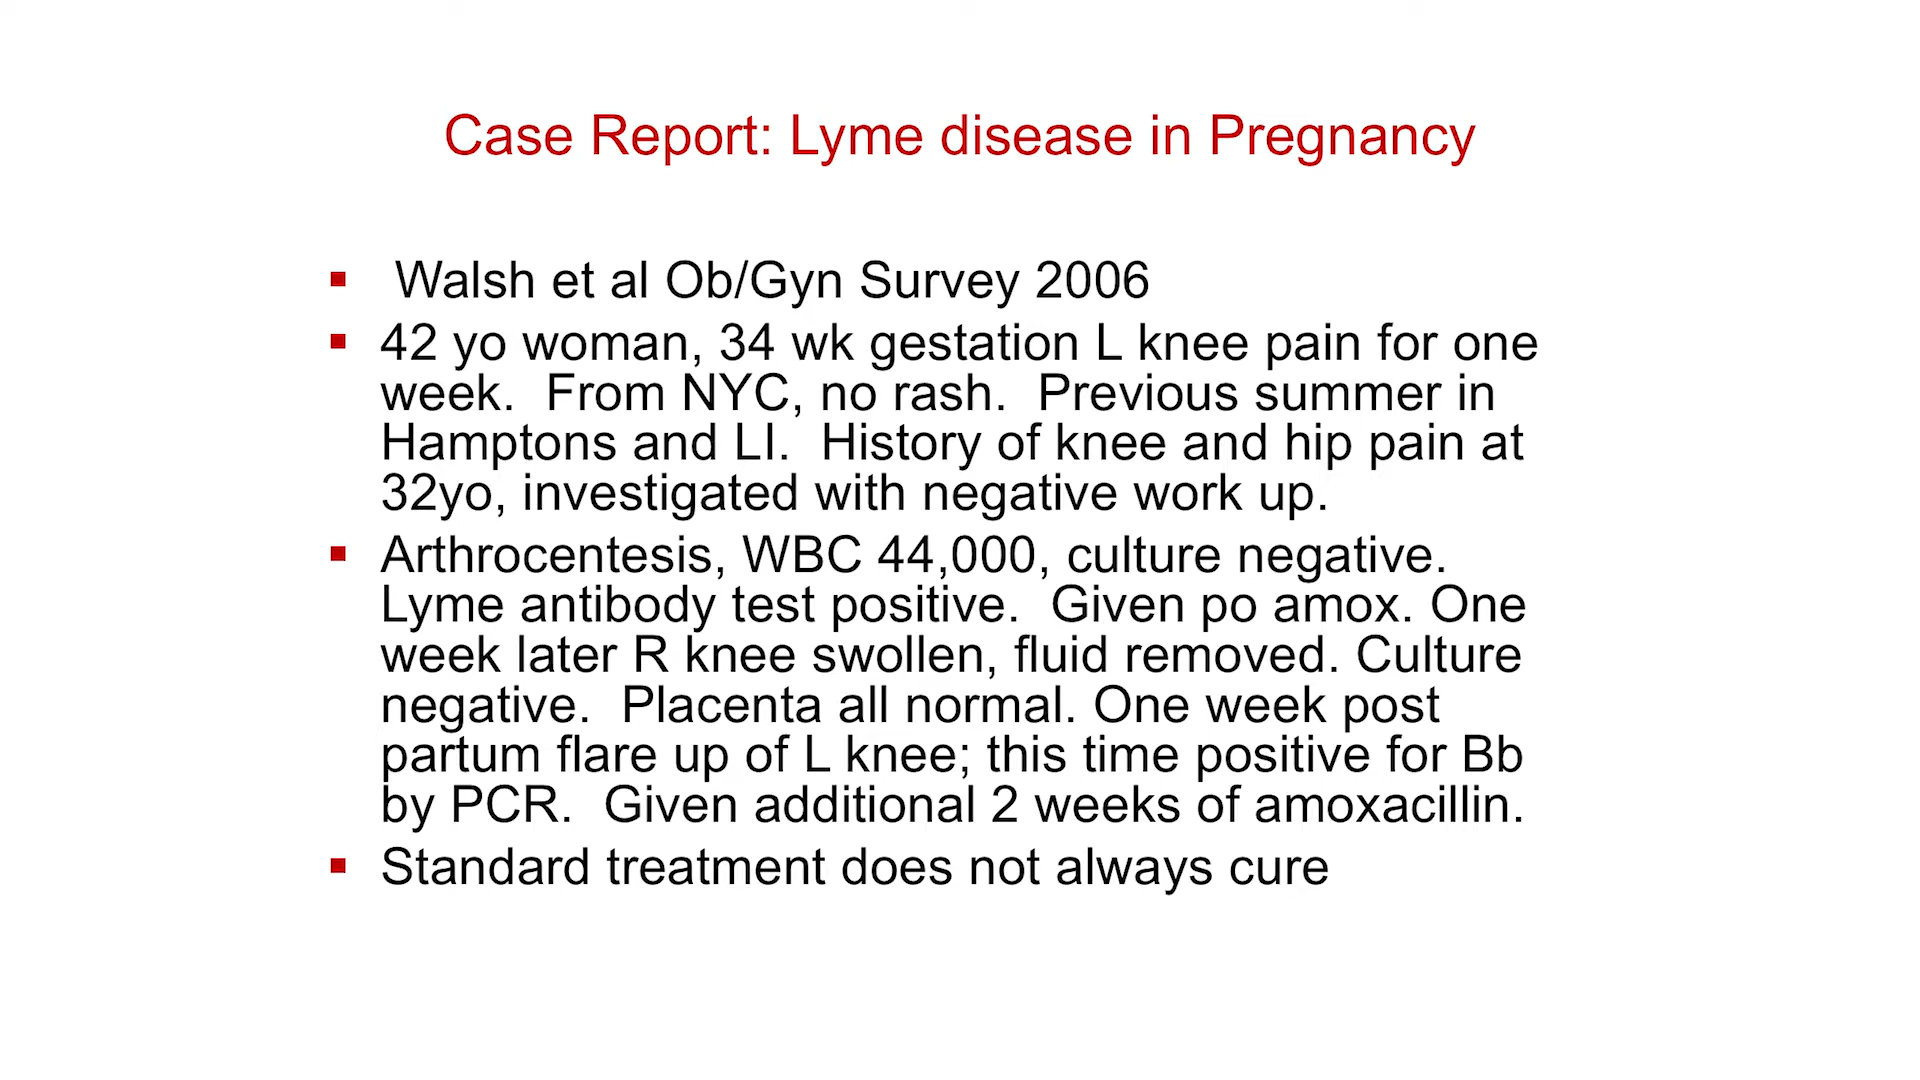 Case Report: Lyme disease in Pregnancy
▪ Walsh et al Ob/Gyn Survey 2006
▪ 42 yo woman, 34 wk gestation L knee pain for one
week.  From NYC, no rash.  Previous summer in
Hamptons and LI.  History of knee and hip pain at
32yo, investigated with negative work up.
▪ Arthrocentesis, WBC 44,000, culture negative.
Lyme antibody test positive.  Given po amox. One
week later R knee swollen, fluid removed. Culture
negative.  Placenta all normal. One week post
partum flare up of L knee; this time positive for Bb
by PCR.  Given additional 2 weeks of amoxacillin.
▪ Standard treatment does not always cure